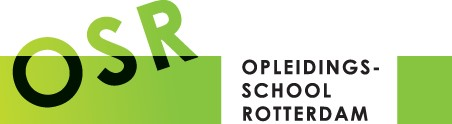 OSR
OPLEIDINGS-
SCHOOL
ROTTERDAM